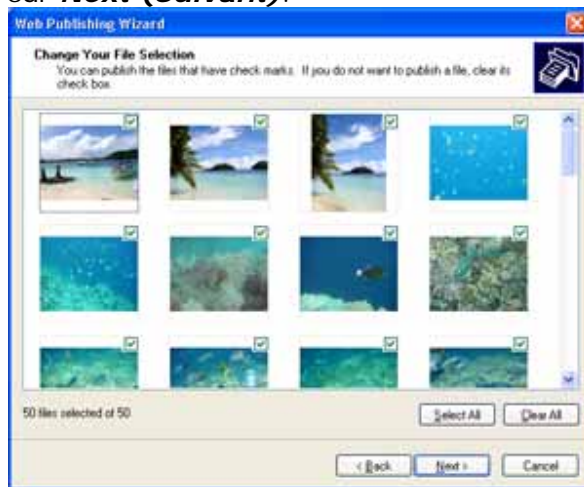 sur Next (Suivant).
Web Publishing Wizard
Change Your File Selection
You can publish the files that have check marks. If you do not want to publish a file, clear its
check box.
50 files selected of 50
Select All
Clear All
< Back
Next >
Cancel